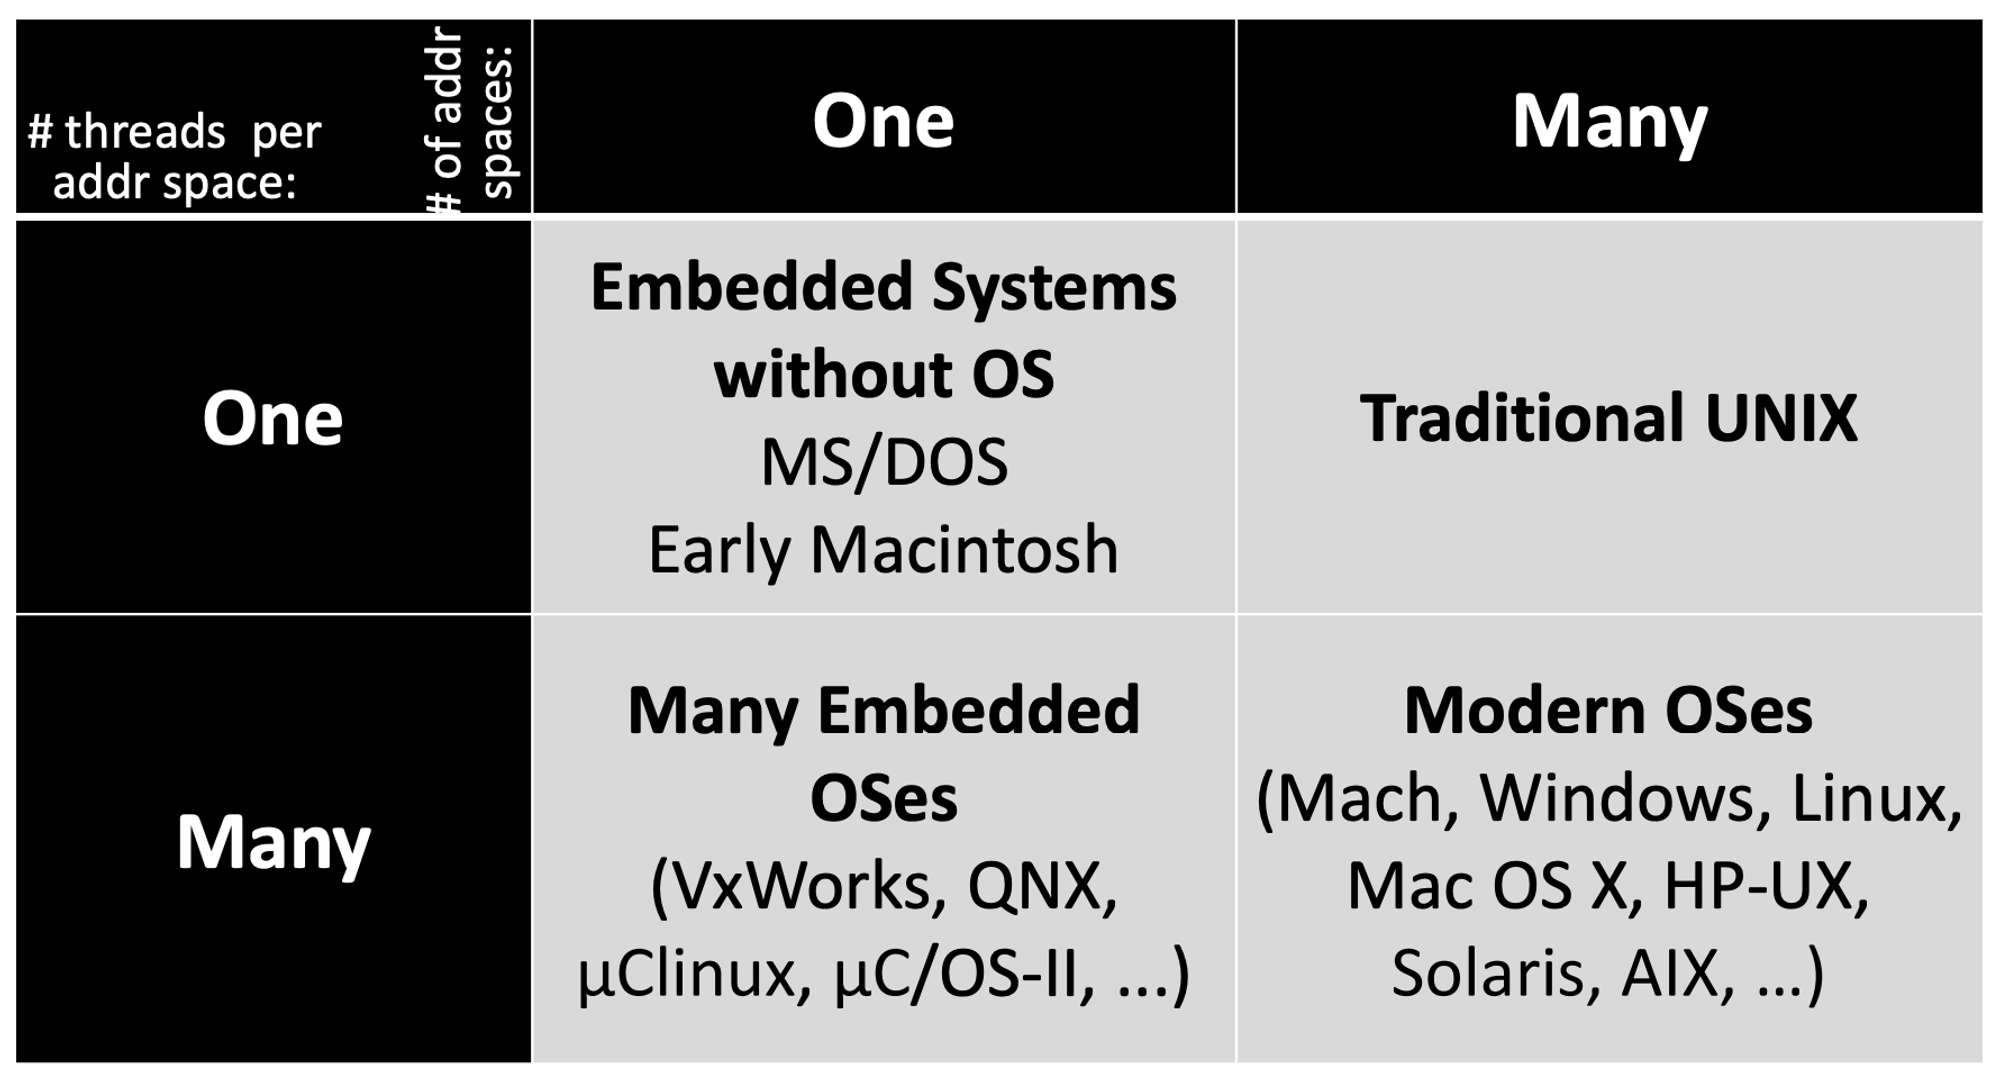 # threads per
addr space:
# of addr
spaces:
One
Many
One
Embedded Systems
without OS
MS/DOS
Early Macintosh
Traditional UNIX
Many
Many Embedded
OSes
(VxWorks, QNX,
µClinux, µC/OS-II, ...)
Modern OSes
(Mach, Windows, Linux,
Mac OS X, HP-UX,
Solaris, AIX, ...)